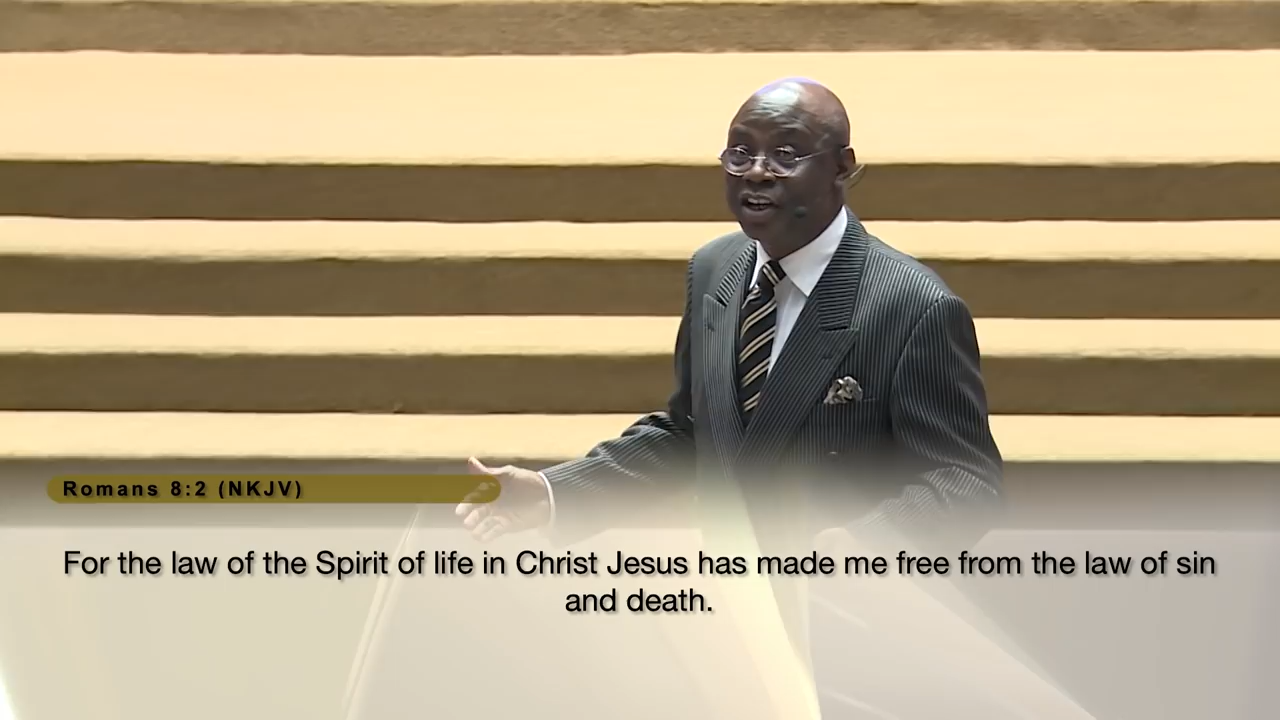 Romans 8:2 (NKJV)
For the law of the Spirit of life in Christ Jesus has made me free from the law of sin
and death.